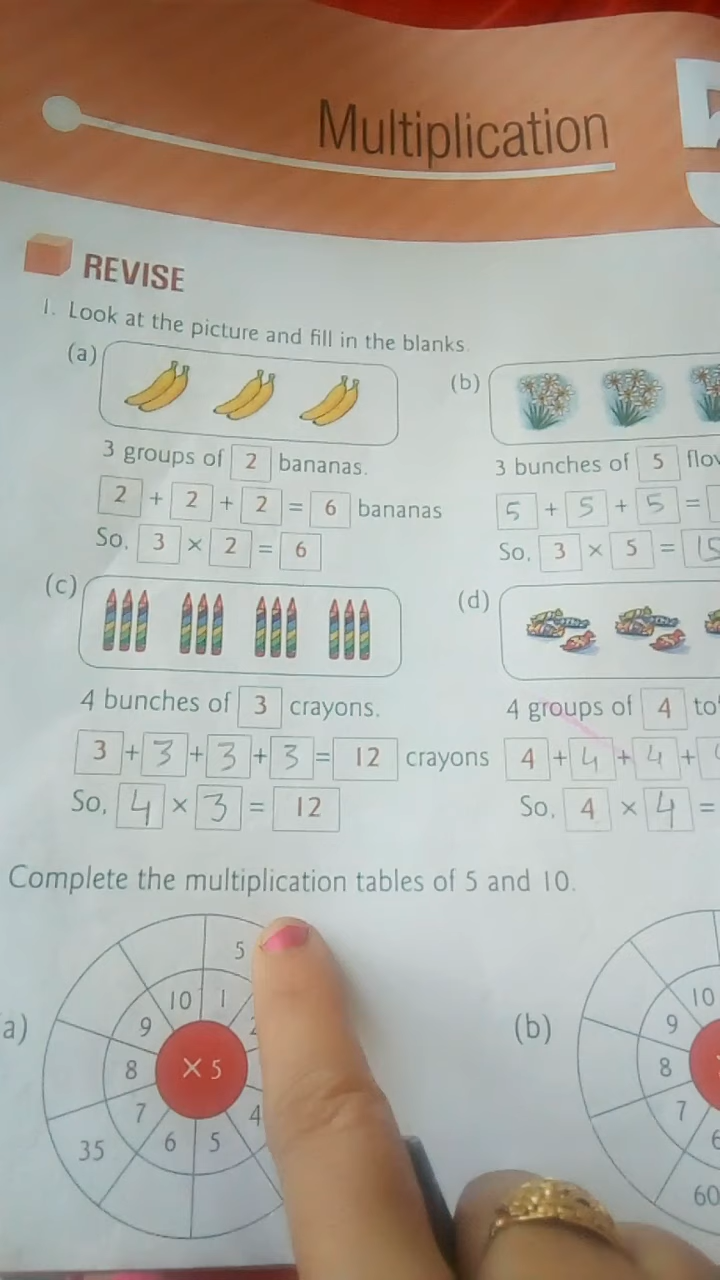 Multiplication 5
REVISE
1. Look at the picture and fill in the blanks.
(a)
3 groups of 2 bananas.
2 + 2 + 2 = 6 bananas
So, 3 × 2 = 6
(b)
3 bunches of 5
5 + 5 + 5 =
So, 3 × 5 = 15
(c)
4 bunches of 3 crayons.
3 + 3 + 3 + 3 = 12 crayons
So, 4 × 3 = 12
(d)
4 groups of 4
4 + 4 + 4 +
So, 4 × 4 =
Complete the multiplication tables of 5 and 10.
a)
5
10 1
9
8 × 5
7 4
35 6 5
(b)
10
9
8
7
6
60